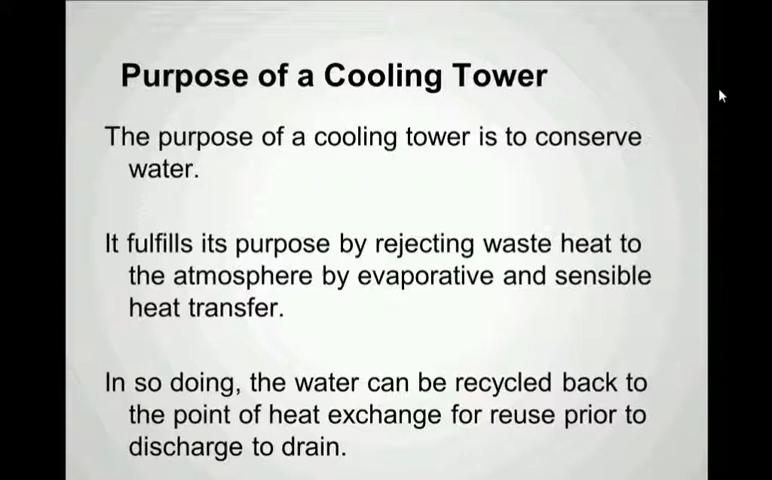 Purpose of a Cooling Tower
The purpose of a cooling tower is to conserve
water.
It fulfills its purpose by rejecting waste heat to
the atmosphere by evaporative and sensible
heat transfer.
In so doing, the water can be recycled back to
the point of heat exchange for reuse prior to
discharge to drain.